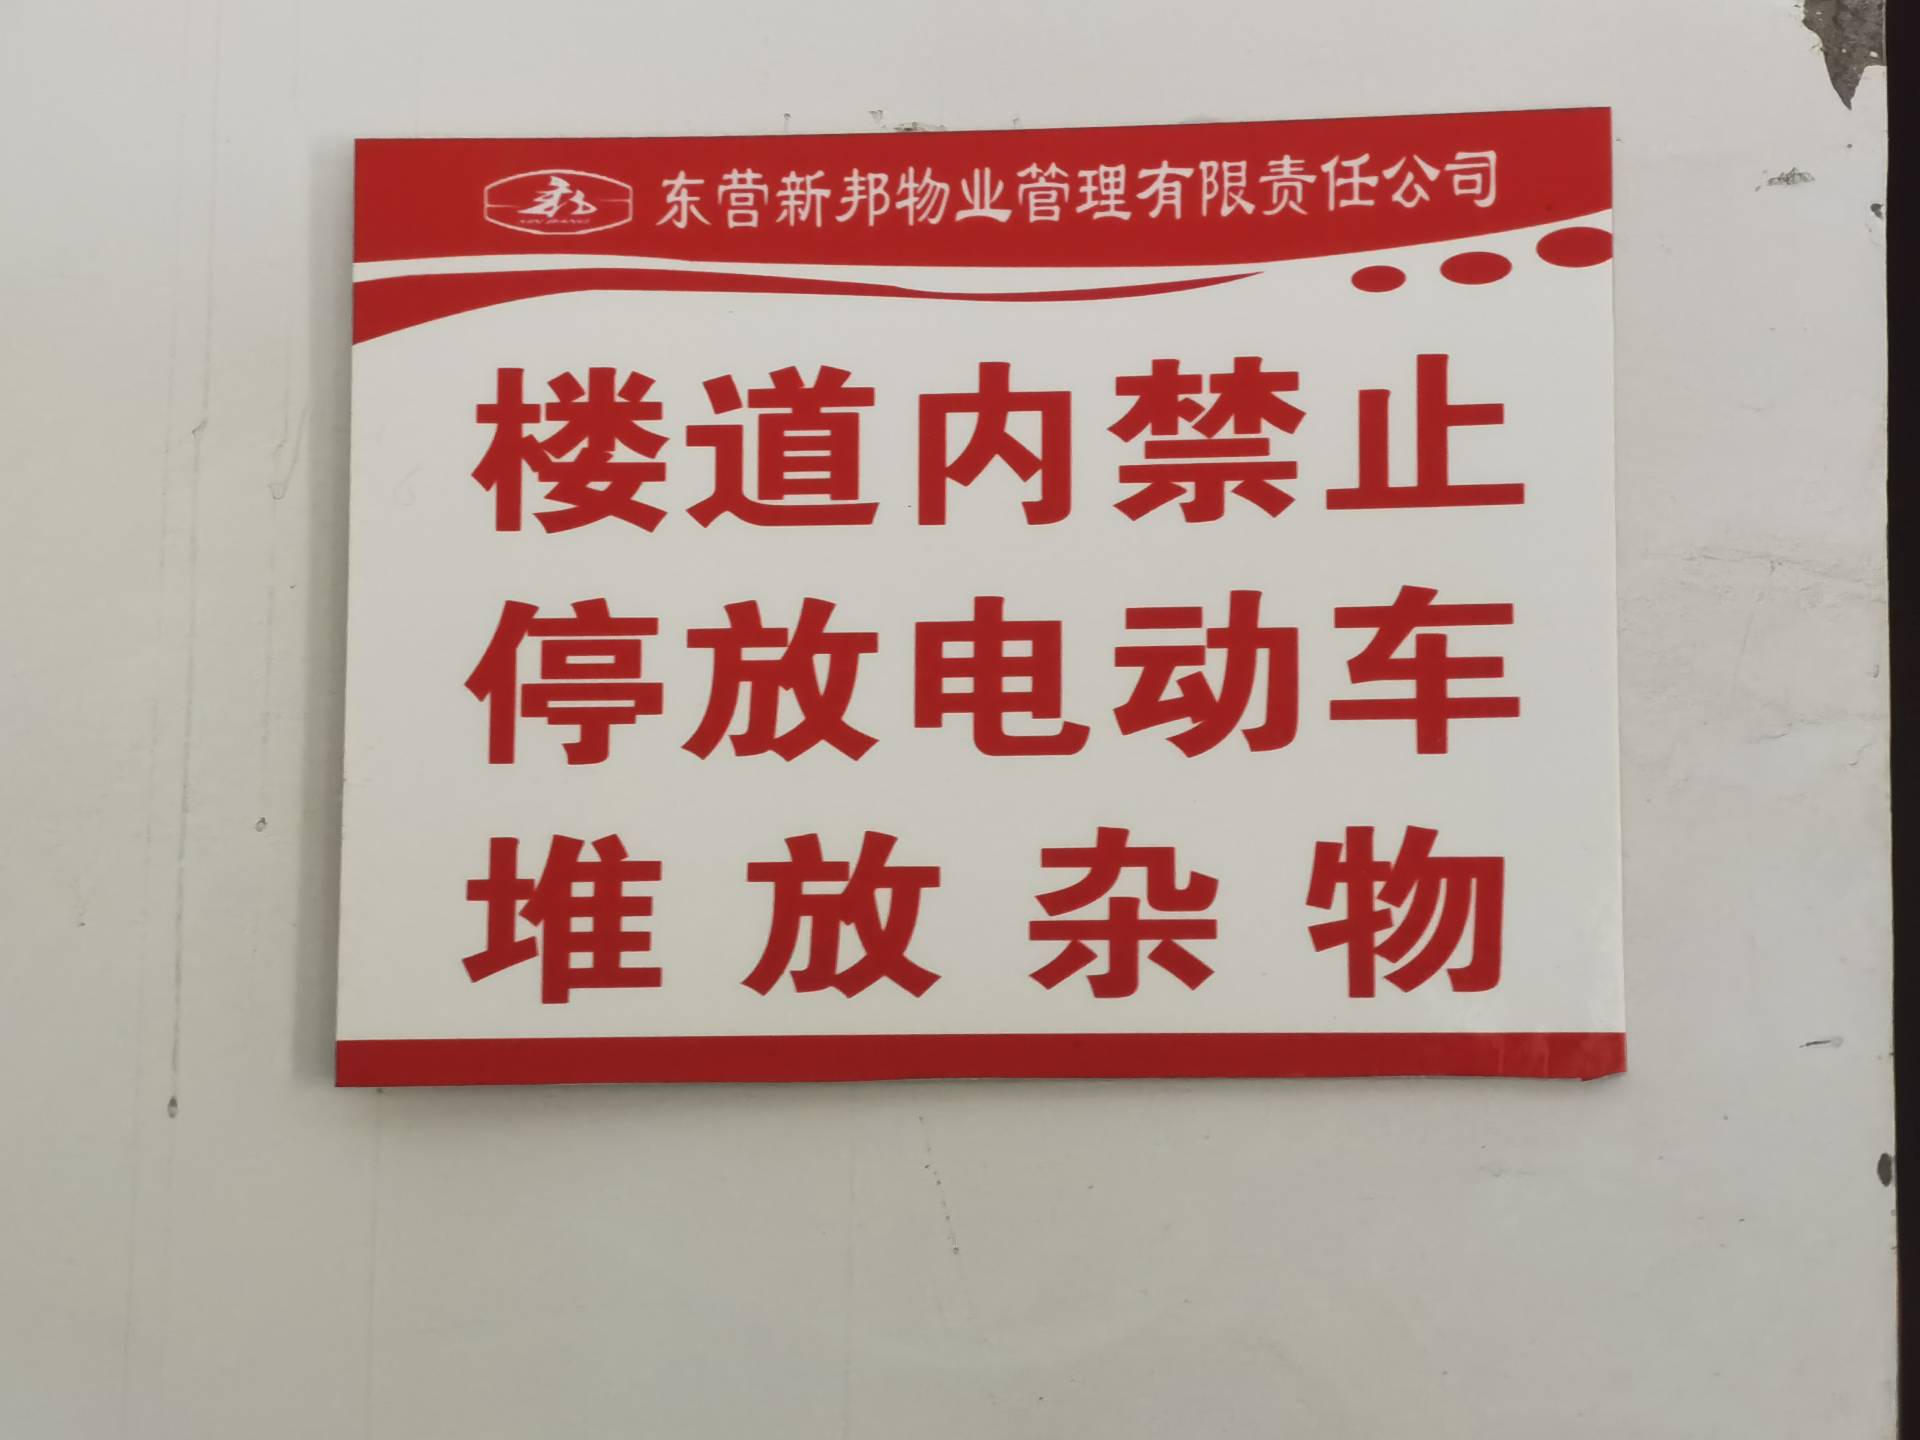 东营新邦物业管理有限责任公司
楼道内禁止
停放电动车
堆放杂物